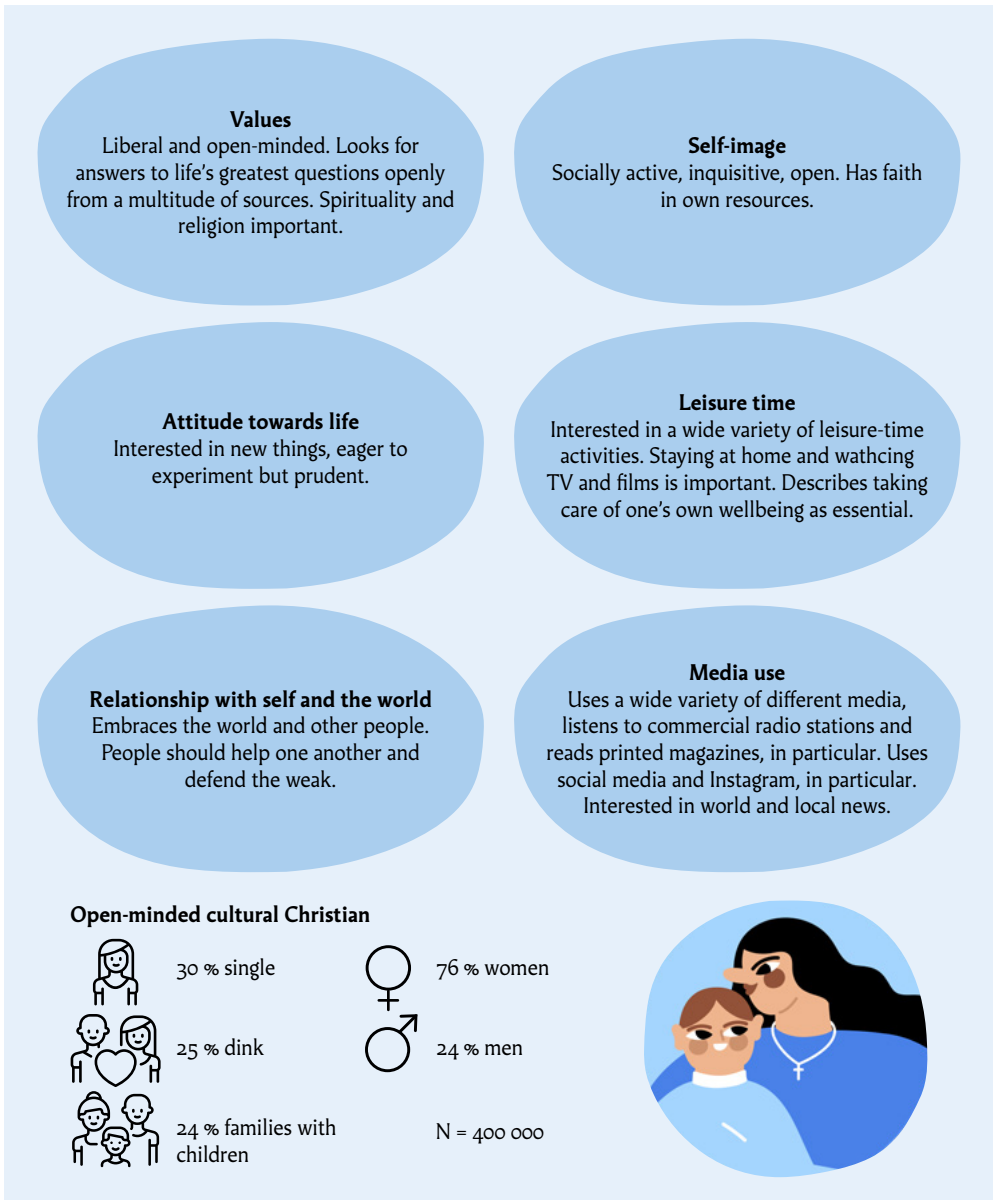 Values
Liberal and open-minded. Looks for
answers to life's greatest questions openly
from a multitude of sources. Spirituality and
religion important.
Self-image
Socially active, inquisitive, open. Has faith
in own resources.
Attitude towards life
Interested in new things, eager to
experiment but prudent.
Leisure time
Interested in a wide variety of leisure-time
activities. Staying at home and wathcing
TV and films is important. Describes taking
care of one's own wellbeing as essential.
Relationship with self and the world
Embraces the world and other people.
People should help one another and
defend the weak.
Media use
Uses a wide variety of different media,
listens to commercial radio stations and
reads printed magazines, in particular. Uses
social media and Instagram, in particular.
Interested in world and local news.
Open-minded cultural Christian
30 % single
25 % dink
24 % families with
children
76 % women
24 % men
N = 400 000